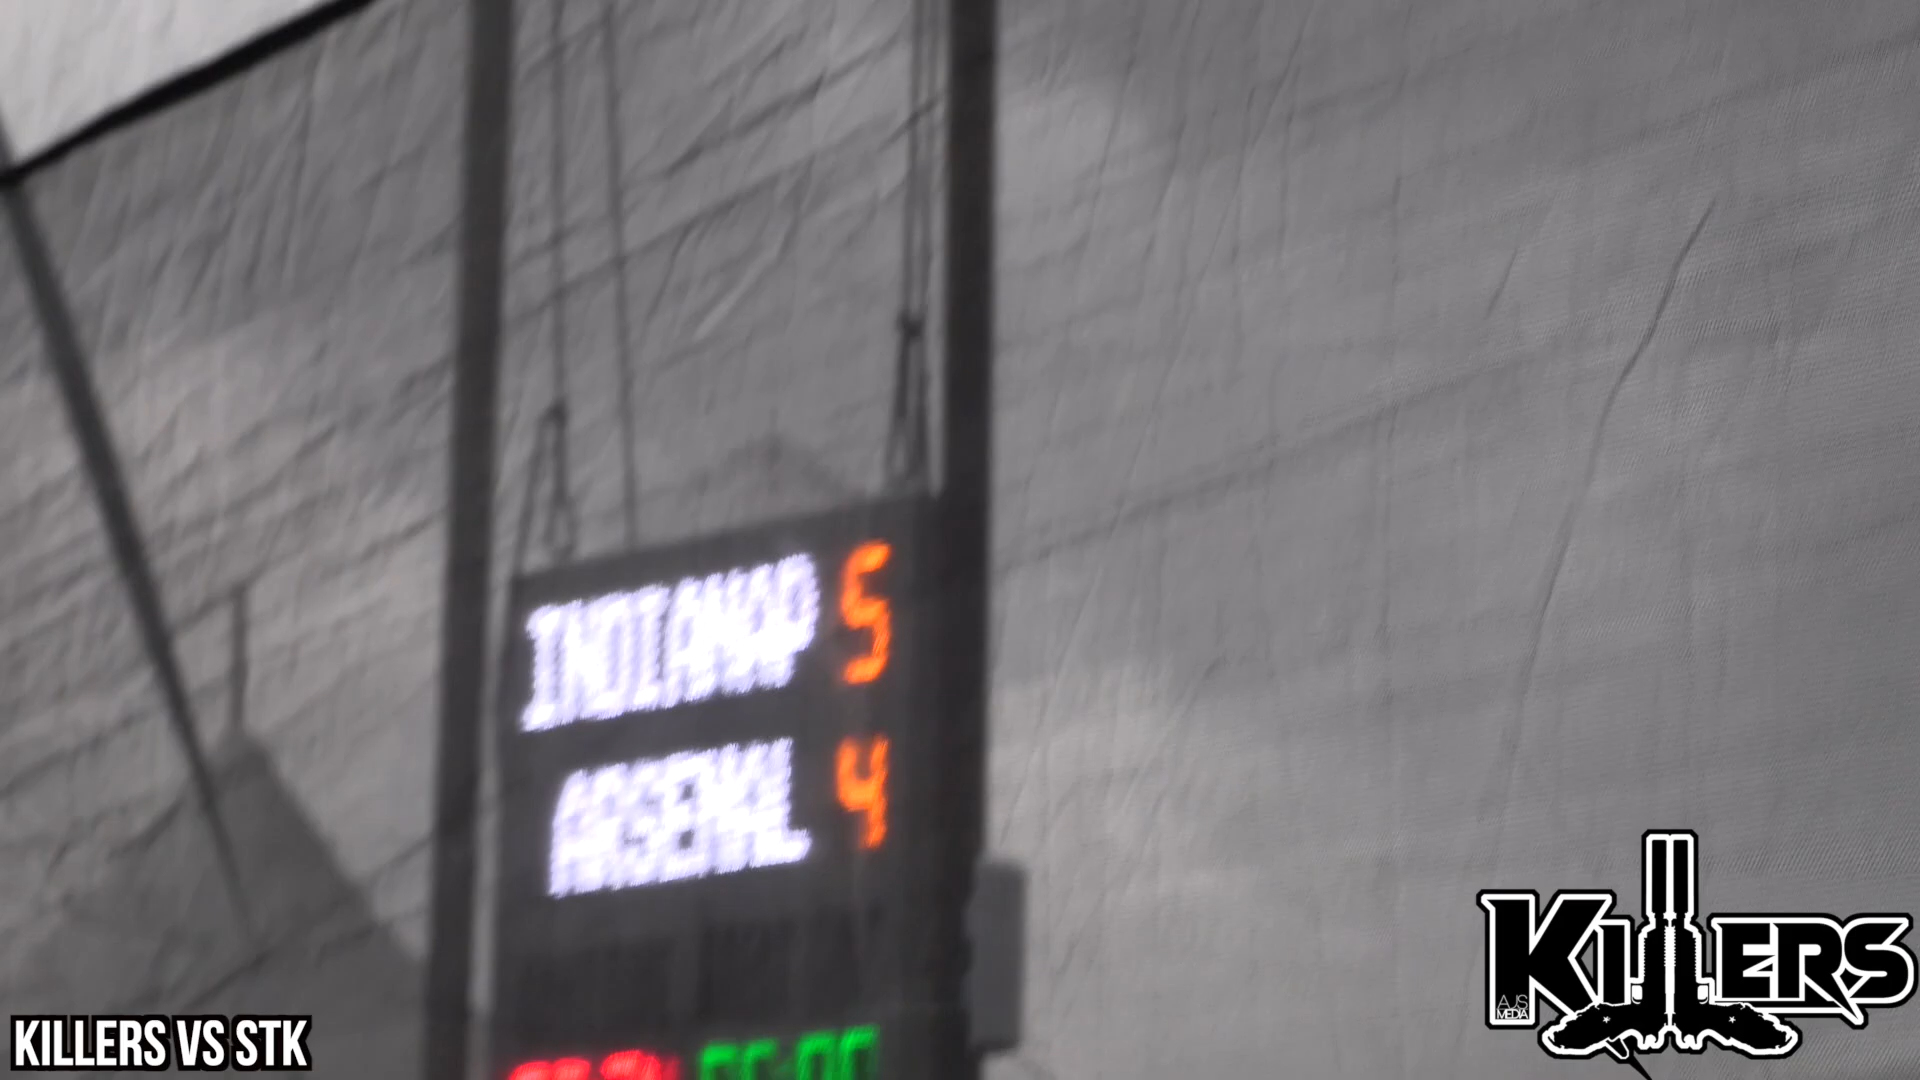 INDIANAP 5
ARSENAL 4
KILLERS
AJS
MEDIA
KILLERS VS STK